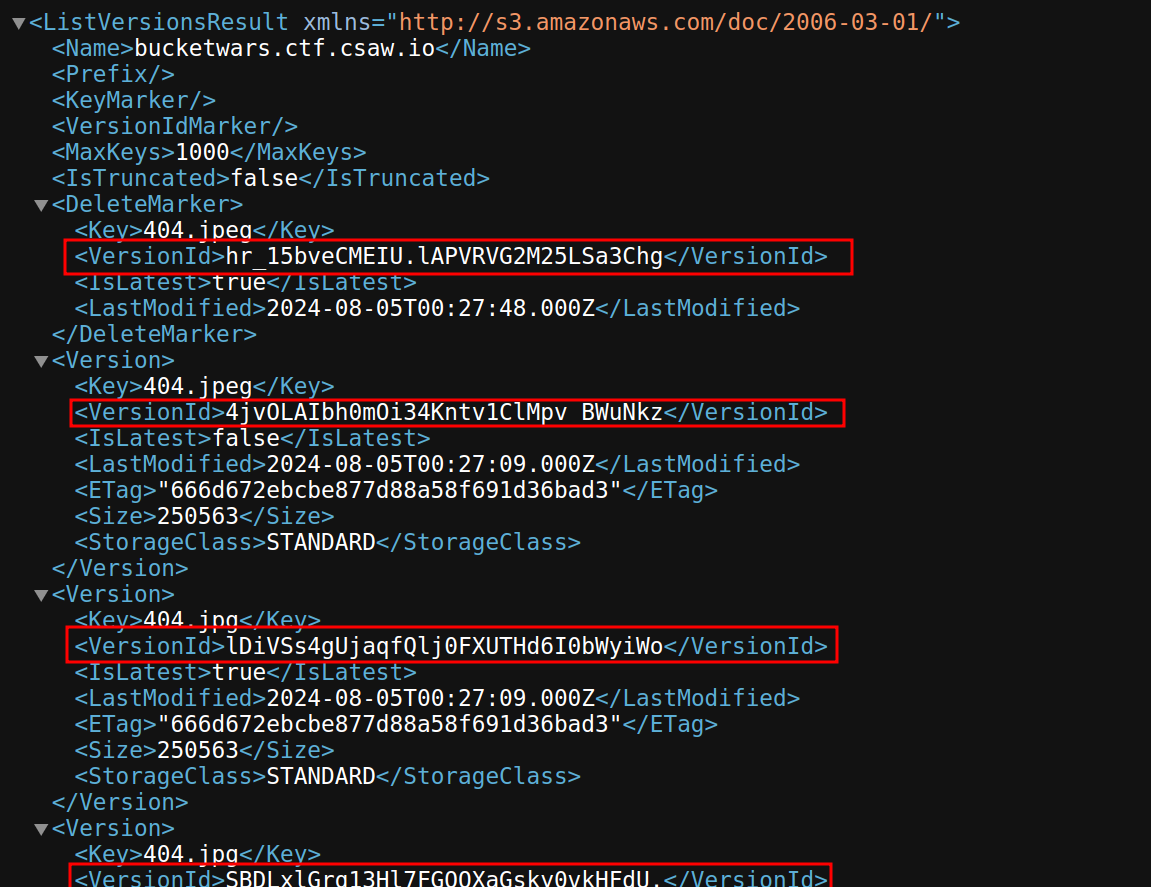 <ListVersionsResult xmlns="http://s3.amazonaws.com/doc/2006-03-01/">
<Name>bucketwars.ctf.csaw.io</Name>
<Prefix/>
<KeyMarker/>
<VersionIdMarker/>
<MaxKeys>1000</MaxKeys>
<IsTruncated>false</IsTruncated>
<DeleteMarker>
<Key>404.jpeg</Key>
<VersionId>hr_15bveCMEIU.lAPVRVG2M25LSa3Chg</VersionId>
<IsLatest>true</IsLatest>
<LastModified>2024-08-05T00:27:48.000Z</LastModified>
</DeleteMarker>
<Version>
<Key>404.jpeg</Key>
<VersionId>4jvOLAIbh0mOi34Kntv1ClMpv BWuNkz</VersionId>
<IsLatest>false</IsLatest>
<LastModified>2024-08-05T00:27:09.000Z</LastModified>
<ETag>"666d672ebcbe877d88a58f691d36bad3"</ETag>
<Size>250563</Size>
<StorageClass>STANDARD</StorageClass>
</Version>
<Version>
<Key>404.jpg</Key>
<VersionId>lDiVSs4gUjaqfQlj0FXUTHd6I0bWyiWo</VersionId>
<IsLatest>true</IsLatest>
<LastModified>2024-08-05T00:27:09.000Z</LastModified>
<ETag>"666d672ebcbe877d88a58f691d36bad3"</ETag>
<Size>250563</Size>
<StorageClass>STANDARD</StorageClass>
</Version>
<Version>
<Key>404.jpg</Key>
<VersionId></VersionId>